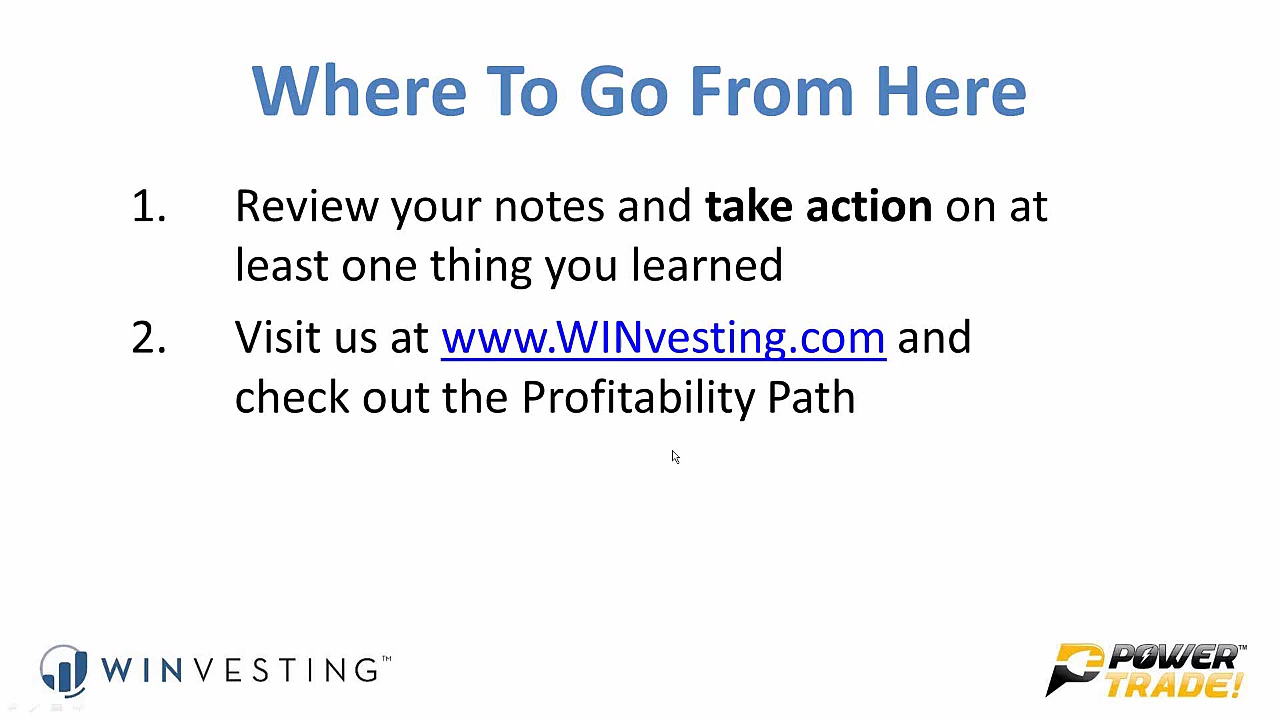 Where To Go From Here
1. Review your notes and take action on at
least one thing you learned
2. Visit us at www.WINvesting.com and
check out the Profitability Path
WINVESTING™
POWER™
TRADE!